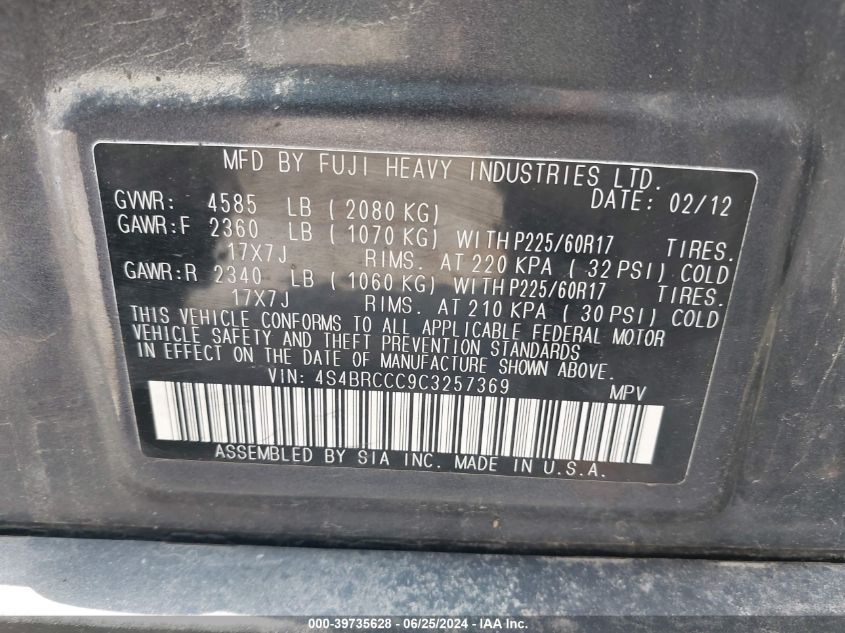 MFD BY FUJI HEAVY INDUSTRIES LTD.
GVWR: 4585 LB ( 2080 KG) DATE: 02/12
GAWR:F 2360 LB ( 1070 KG) WITH P225/60R17 TIRES.
17X7J RIMS. AT 220 KPA ( 32 PSI) COLD
GAWR:R 2340 LB ( 1060 KG) WITH P225/60R17 TIRES.
17X7J RIMS. AT 210 KPA ( 30 PSI) COLD
THIS VEHICLE CONFORMS TO ALL APPLICABLE FEDERAL MOTOR
VEHICLE SAFETY AND THEFT PREVENTION STANDARDS
IN EFFECT ON THE DATE OF MANUFACTURE SHOWN ABOVE.
VIN: 4S4BRCCC9C3257369 MPV
ASSEMBLED BY SIA INC. MADE IN U.S.A.
000-39735628 - 06/25/2024 - www.iaai.com